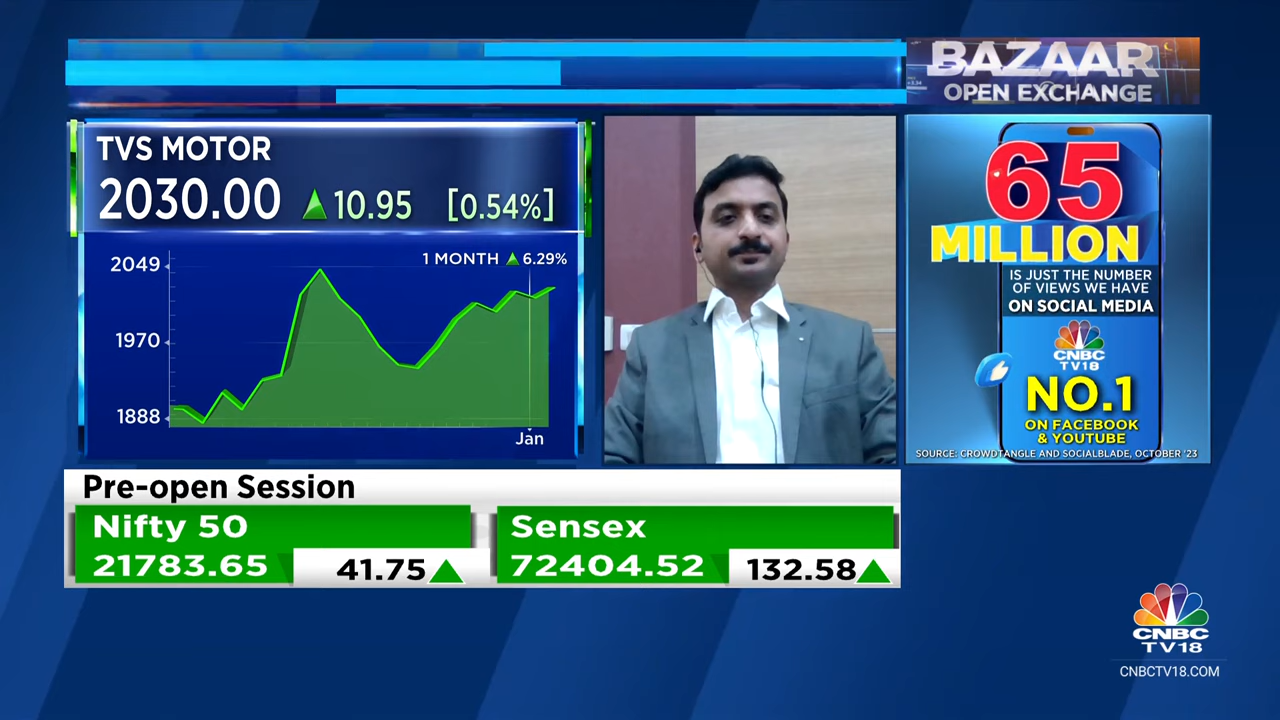 BAZAAR
OPEN EXCHANGE
TVS MOTOR
2030.00 ▲ 10.95 [0.54%]
1 MONTH ▲ 6.29%
2049
1970
1888
Jan
65
MILLION
IS JUST THE NUMBER
OF VIEWS WE HAVE
ON SOCIAL MEDIA
CNBC
TV18
NO.1
ON FACEBOOK
& YOUTUBE
SOURCE: CROWDTANGLE AND SOCIALBLADE, OCTOBER '23
Pre-open Session
Nifty 50
21783.65 41.75 ▲
Sensex
72404.52 132.58 ▲
CNBC
TV18
CNBCTV18.COM